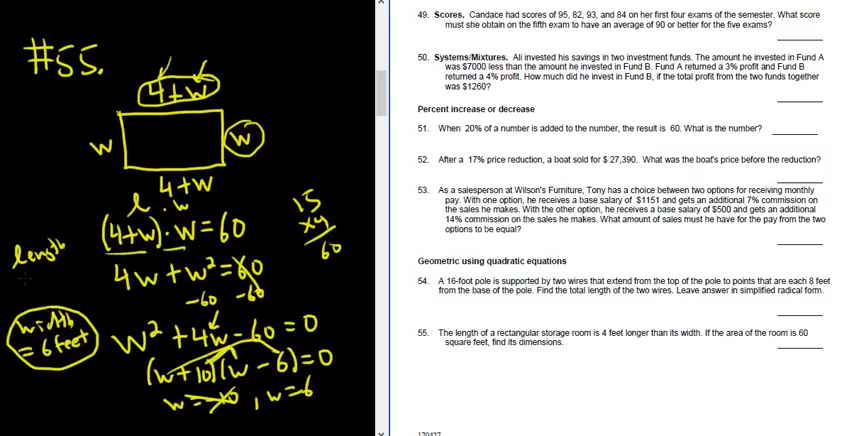 #55.
4+w
w
w
4+w
l . w
(4+w) · w = 60
15
x4
60
length
4w + w² = 60
-60 -60
width
= 6 feet
w² + 4w - 60 = 0
(w + 10)(w - 6) = 0
w = -10, w = 6
49. Scores. Candace had scores of 95, 82, 93, and 84 on her first four exams of the semester. What score
must she obtain on the fifth exam to have an average of 90 or better for the five exams?
50. Systems/Mixtures. Ali invested his savings in two investment funds. The amount he invested in Fund A
was $7000 less than the amount he invested in Fund B. Fund A returned a 3% profit and Fund B
returned a 4% profit. How much did he invest in Fund B, if the total profit from the two funds together
was $1260?
Percent increase or decrease
51. When 20% of a number is added to the number, the result is 60. What is the number?
52. After a 17% price reduction, a boat sold for $ 27,390. What was the boat's price before the reduction?
53. As a salesperson at Wilson's Furniture, Tony has a choice between two options for receiving monthly
pay. With one option, he receives a base salary of $1151 and gets an additional 7% commission on
the sales he makes. With the other option, he receives a base salary of $500 and gets an additional
14% commission on the sales he makes. What amount of sales must he have for the pay from the two
options to be equal?
Geometric using quadratic equations
54. A 16-foot pole is supported by two wires that extend from the top of the pole to points that are each 8 feet
from the base of the pole. Find the total length of the two wires. Leave answer in simplified radical form.
55. The length of a rectangular storage room is 4 feet longer than its width. If the area of the room is 60
square feet, find its dimensions.